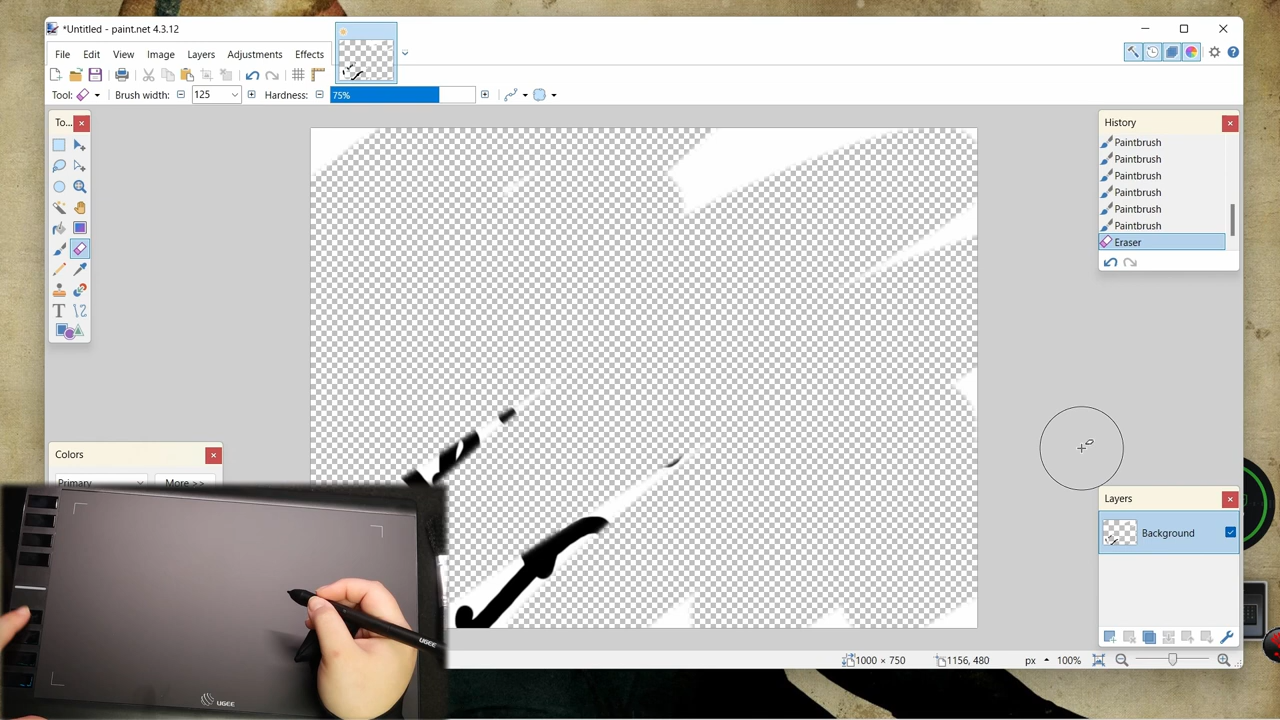 *Untitled - paint.net 4.3.12
File Edit View Image Layers Adjustments Effects
Tool: Brush width: 125 Hardness: 75%
To...
T
History
Paintbrush
Paintbrush
Paintbrush
Paintbrush
Paintbrush
Paintbrush
Eraser
Colors
Primary More >>
Layers
Background
1000 × 750 1156, 480 px 100%
UGEE
UGEE